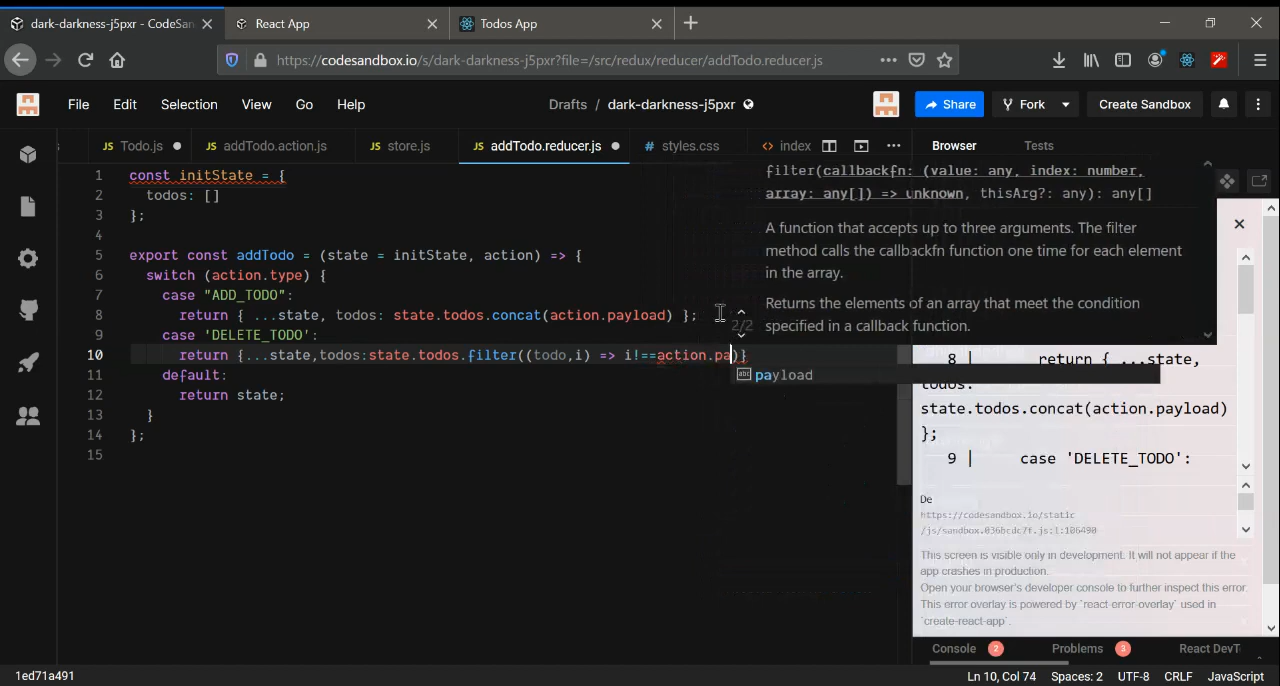 dark-darkness-j5pxr - CodeSan
React App
Todos App
https://codesandbox.io/s/dark-darkness-j5pxr?file=/src/redux/reducer/addTodo.reducer.js
File Edit Selection View Go Help
Drafts / dark-darkness-j5pxr
Share
Fork
Create Sandbox
JS Todo.js
JS addTodo.action.js
JS store.js
JS addTodo.reducer.js
# styles.css
<> index
Browser
Tests
1 const initState = {
2 todos: []
3 };
4
5 export const addTodo = (state = initState, action) => {
6 switch (action.type) {
7 case "ADD_TODO":
8 return { ...state, todos: state.todos.concat(action.payload) };
9 case 'DELETE_TODO':
10 return {...state,todos:state.todos.filter((todo,i) => i!==action.pa)}
11 default:
12 return state;
13 }
14 };
15
filter(callbackfn: (value: any, index: number,
array: any[]) => unknown, thisArg?: any): any[]
A function that accepts up to three arguments. The filter
method calls the callbackfn function one time for each element
in the array.
Returns the elements of an array that meet the condition
specified in a callback function.
2/2
abc payload
8 | return { ...state,
todos:
state.todos.concat(action.payload)
};
9 | case 'DELETE_TODO':
De
https://codesandbox.io/static
/js/sandbox.036bcdc7f.js:1:106490
This screen is visible only in development. It will not appear if the
app crashes in production.
Open your browser's developer console to further inspect this error.
This error overlay is powered by `react-error-overlay` used in
`create-react-app`.
Console 2
Problems 3
React DevT
1ed71a491
Ln 10, Col 74 Spaces: 2 UTF-8 CRLF JavaScript